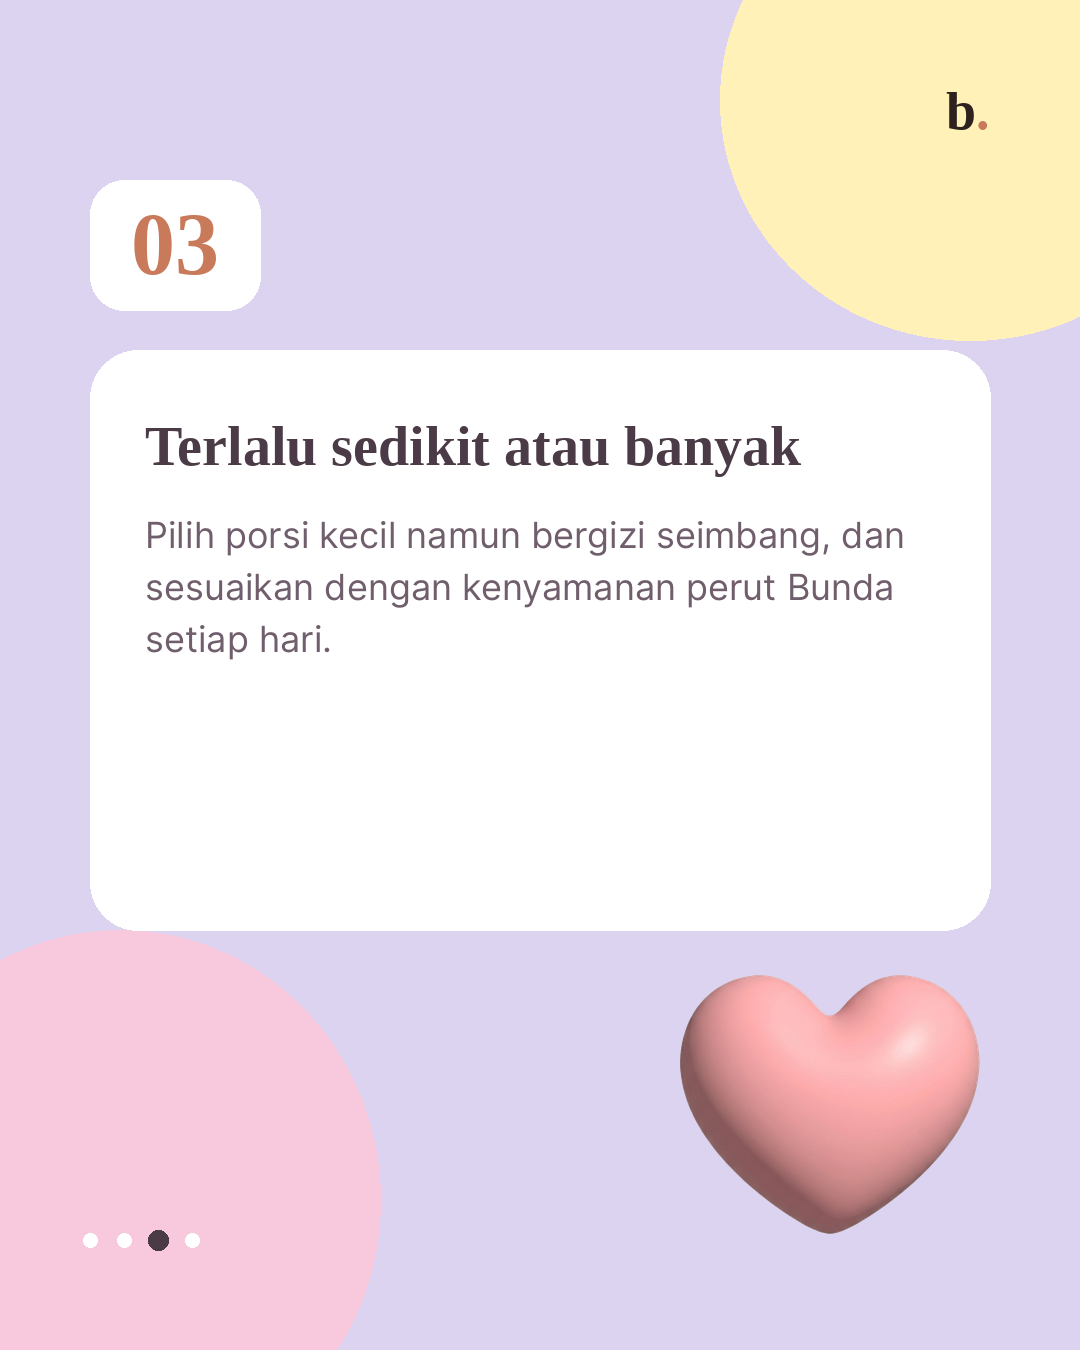 b.
03
Terlalu sedikit atau banyak
Pilih porsi kecil namun bergizi seimbang, dan
sesuaikan dengan kenyamanan perut Bunda
setiap hari.